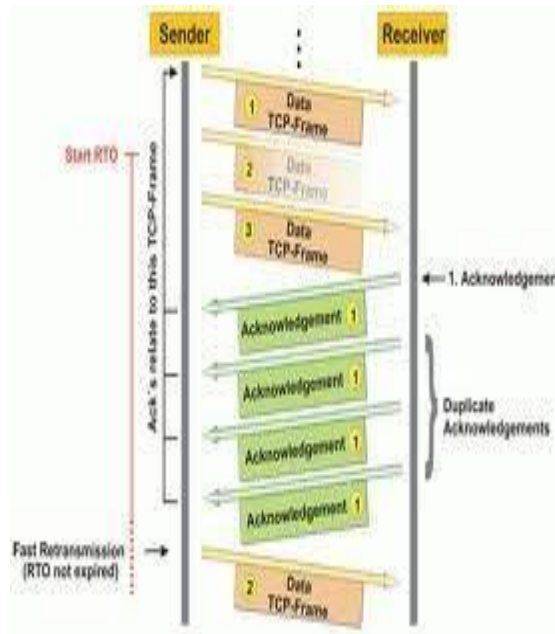 Sender
Receiver
1 Data
TCP-Frame
Start RTO
2 Data
TCP-Frame
3 Data
TCP-Frame
Ack`s relate to this TCP-Frame
1. Acknowledgemen
Acknowledgement 1
Acknowledgement 1
Duplicate
Acknowledgements
Acknowledgement 1
Acknowledgement 1
Fast Retransmission
(RTO not expired)
2 Data
TCP-Frame